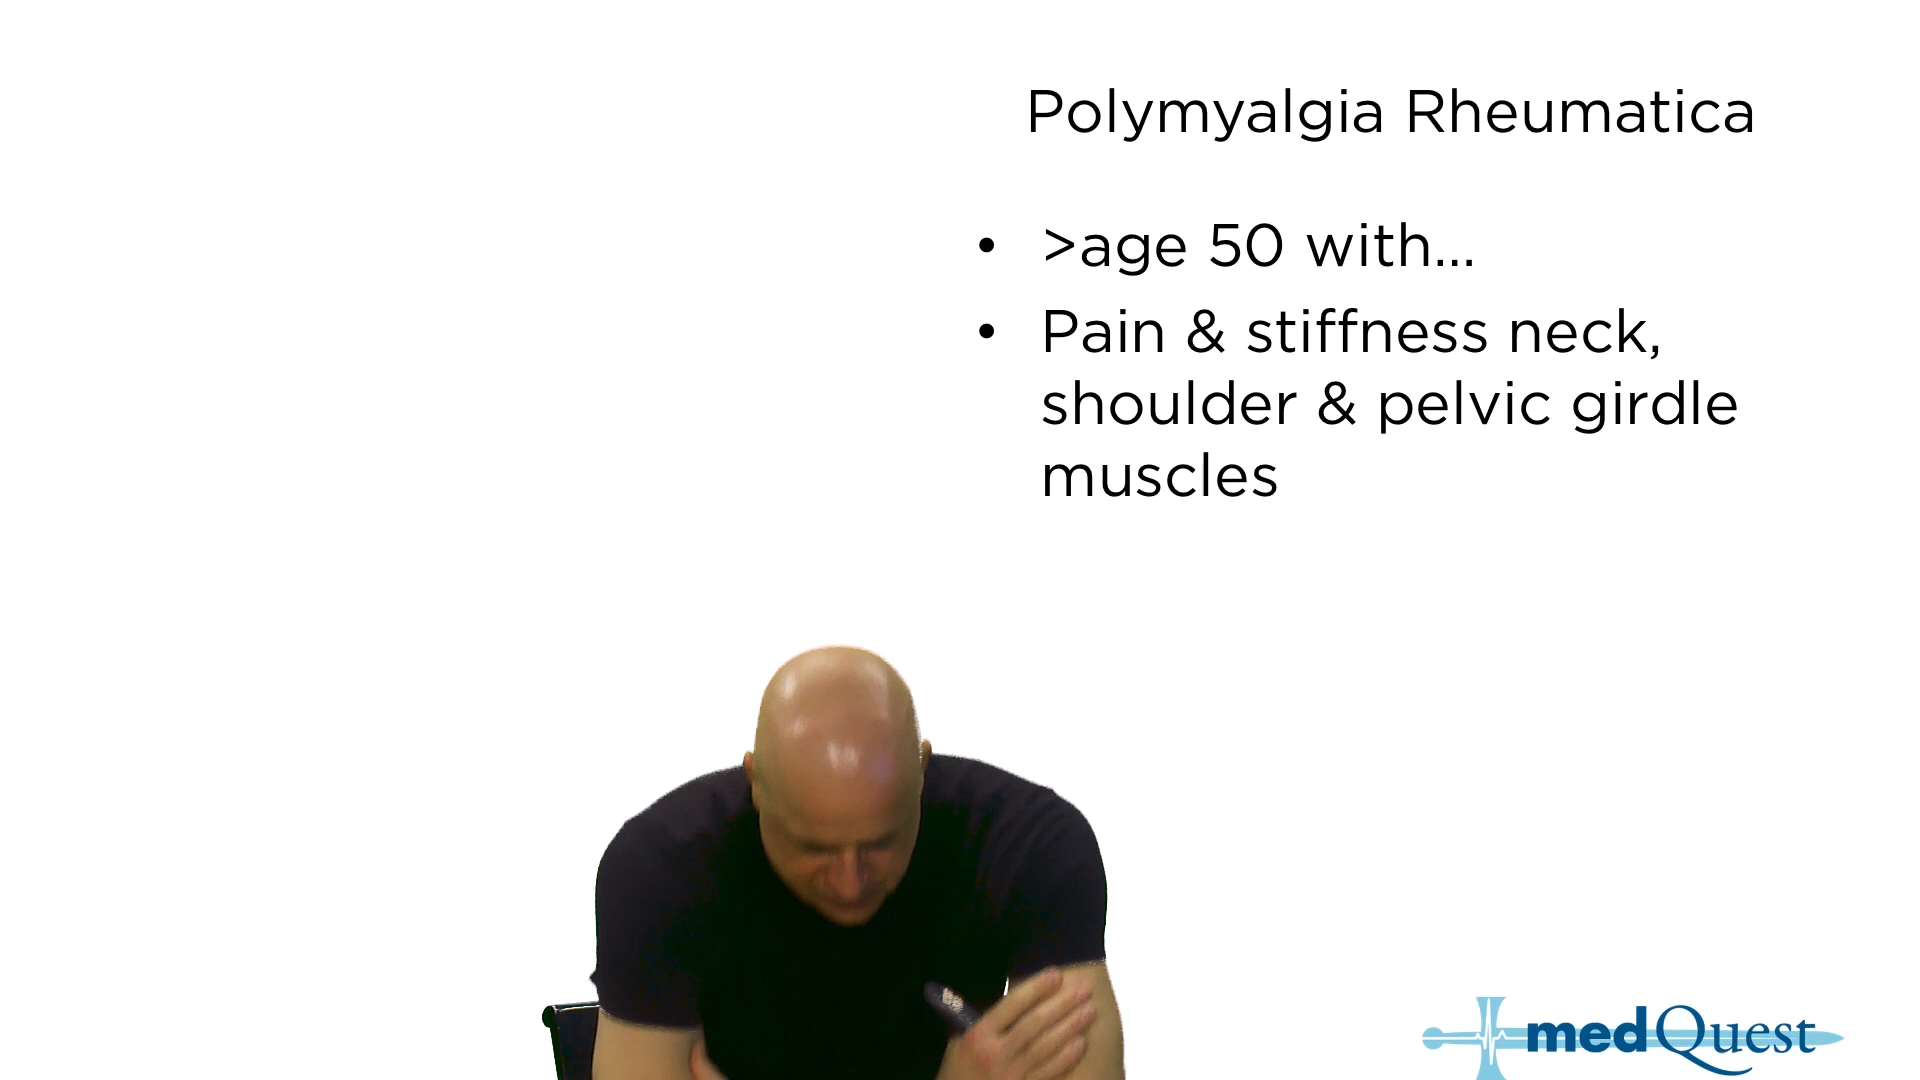 Polymyalgia Rheumatica
• >age 50 with...
• Pain & stiffness neck,
shoulder & pelvic girdle
muscles
medQuest